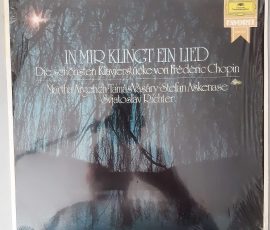 FAVORIT
IN MIR KLINGT EIN LIED
Die schönsten Klavierstücke von Frédéric Chopin
Martha Argerich · Tamás Vásáry · Stefan Askenase
Svjatoslav Richter